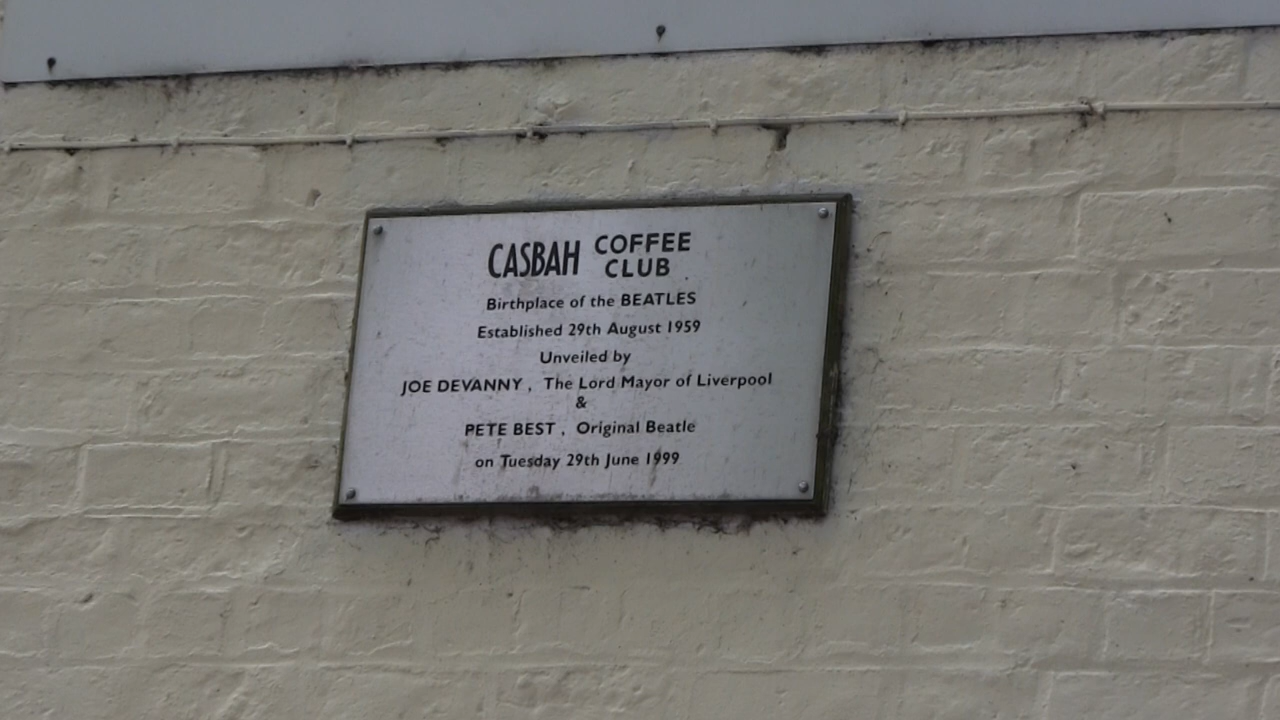 CASBAH COFFEE CLUB
Birthplace of the BEATLES
Established 29th August 1959
Unveiled by
JOE DEVANNY, The Lord Mayor of Liverpool
&
PETE BEST, Original Beatle
on Tuesday 29th June 1999